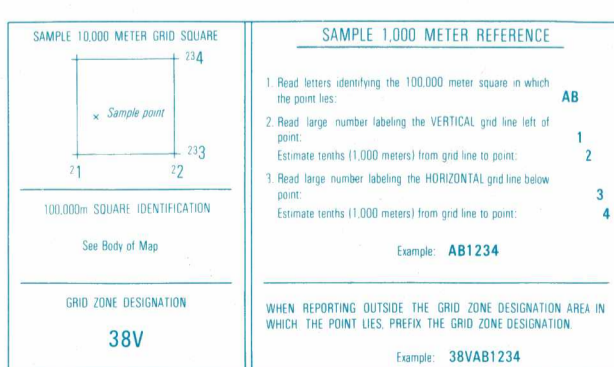 SAMPLE 10,000 METER GRID SQUARE
234
× Sample point
233
21 22
100,000m SQUARE IDENTIFICATION
See Body of Map
GRID ZONE DESIGNATION
38V
SAMPLE 1,000 METER REFERENCE
1. Read letters identifying the 100,000 meter square in which
the point lies: AB
2. Read large number labeling the VERTICAL grid line left of
point: 1
Estimate tenths (1,000 meters) from grid line to point: 2
3. Read large number labeling the HORIZONTAL grid line below
point: 3
Estimate tenths (1,000 meters) from grid line to point: 4
Example: AB1234
WHEN REPORTING OUTSIDE THE GRID ZONE DESIGNATION AREA IN
WHICH THE POINT LIES, PREFIX THE GRID ZONE DESIGNATION.
Example: 38VAB1234